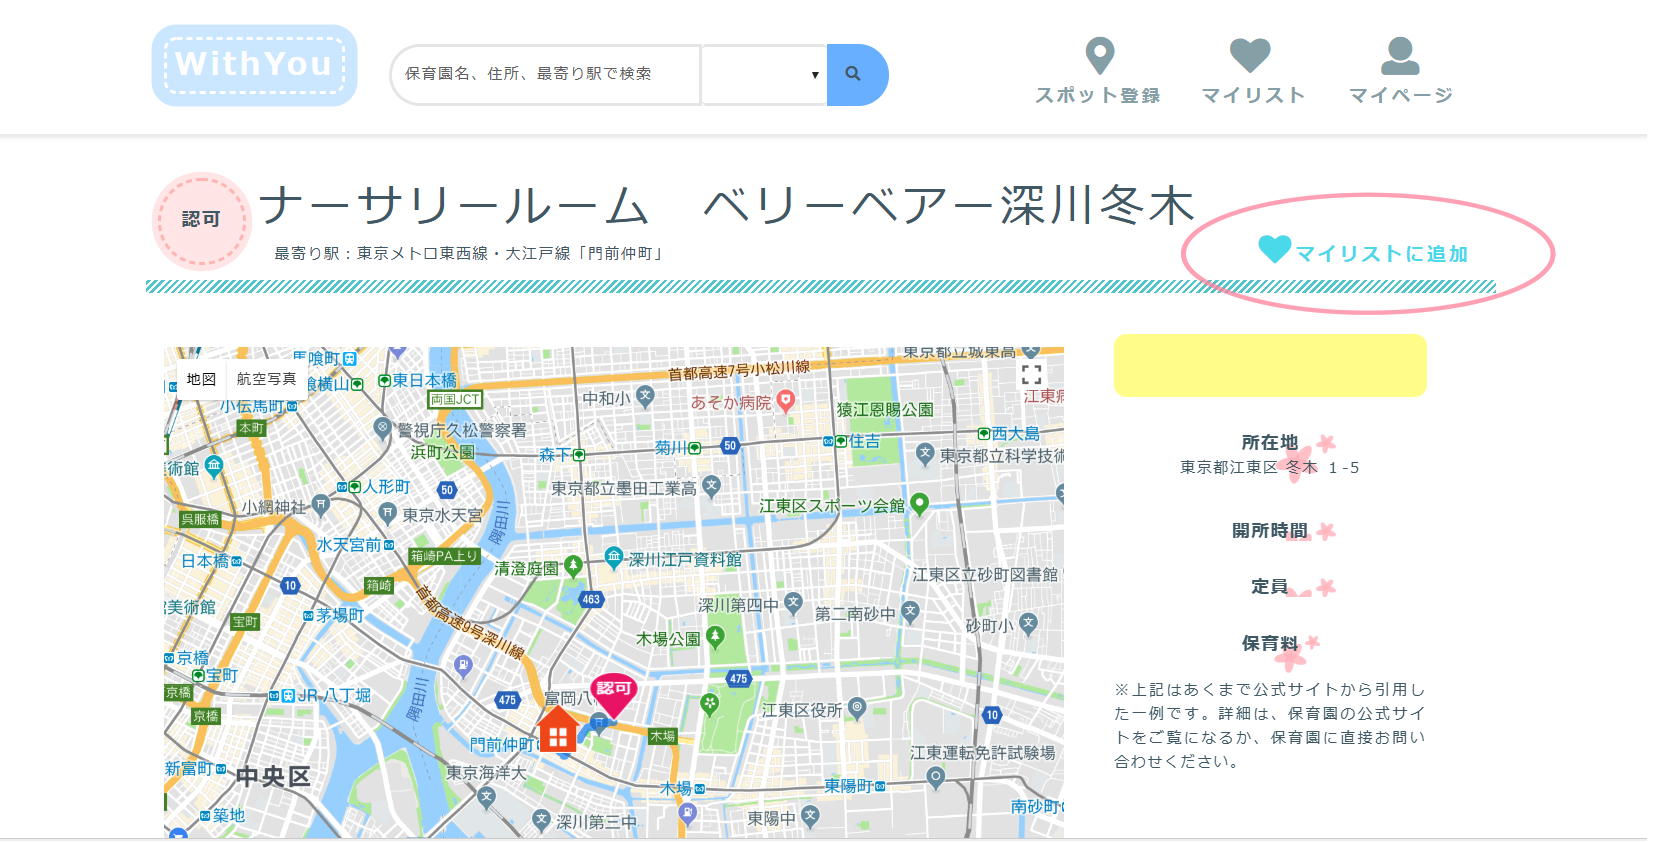 WithYou
保育園名、住所、最寄り駅で検索
スポット登録
マイリスト
マイページ
認可
ナーサリールーム　ベリーベアー深川冬木
最寄り駅：東京メトロ東西線・大江戸線「門前仲町」
マイリストに追加
地図
航空写真
馬喰町
東日本橋
小伝馬町
本町
両国JCT
首都高速7号小松川線
中和小
あそか病院
猿江恩賜公園
東京都立城東高
警視庁久松警察署
浜町公園
森下
菊川
50
住吉
西大島
東京都立科学技術
人形町
50
東京都立墨田工業高
小網神社
呉服橋
東京水天宮
隅田川
江東区スポーツ会館
水天宮前
日本橋
箱崎PA上り
清澄庭園
深川江戸資料館
江東区立砂町図書館
10
箱崎
463
首都高速9号深川線
深川第四中
第二南砂中
砂町小
宝町
茅場町
木場公園
京橋
宝町
京橋
JR 八丁堀
隅田川
475
475
富岡八
認可
江東区役所
10
京橋
門前仲町
木場
江東運転免許試験場
新富町
中央区
東京海洋大
木場
東陽町
南砂町
築地
深川第三中
東陽中
所在地
東京都江東区 冬木 1-5
開所時間
定員
保育料
※上記はあくまで公式サイトから引用し
た一例です。詳細は、保育園の公式サイ
トをご覧になるか、保育園に直接お問い
合わせください。